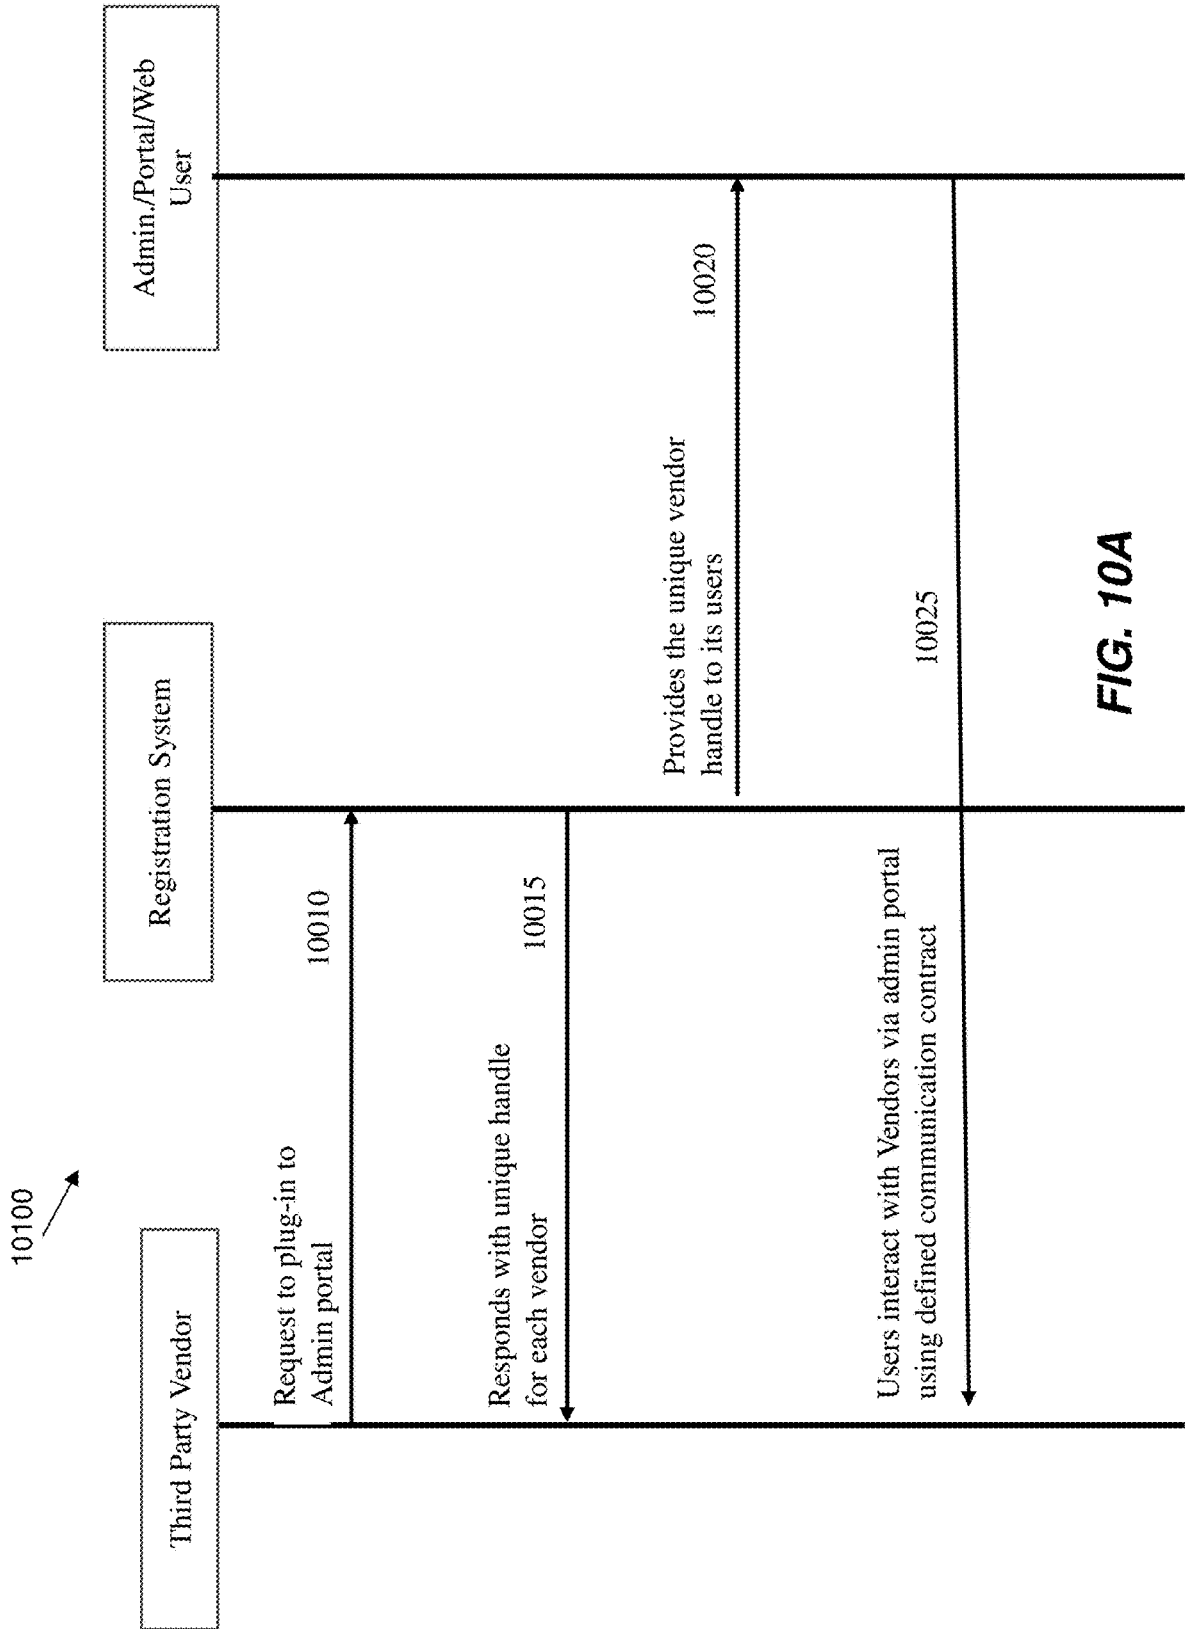 10100
Third Party Vendor
Registration System
Admin./Portal/Web
User
Request to plug-in to
Admin portal
10010
Responds with unique handle
for each vendor
10015
Provides the unique vendor
handle to its users
10020
Users interact with Vendors via admin portal
using defined communication contract
10025
FIG. 10A